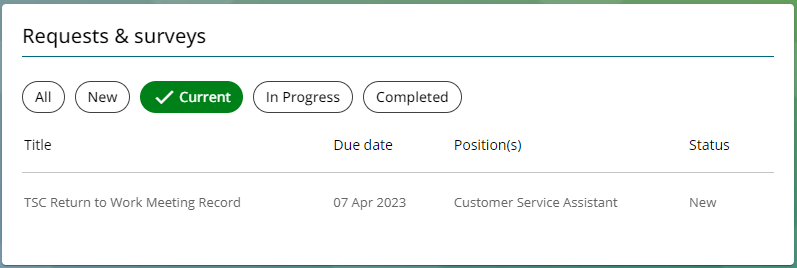 Requests & surveys
All New Current In Progress Completed
Title Due date Position(s) Status
TSC Return to Work Meeting Record 07 Apr 2023 Customer Service Assistant New